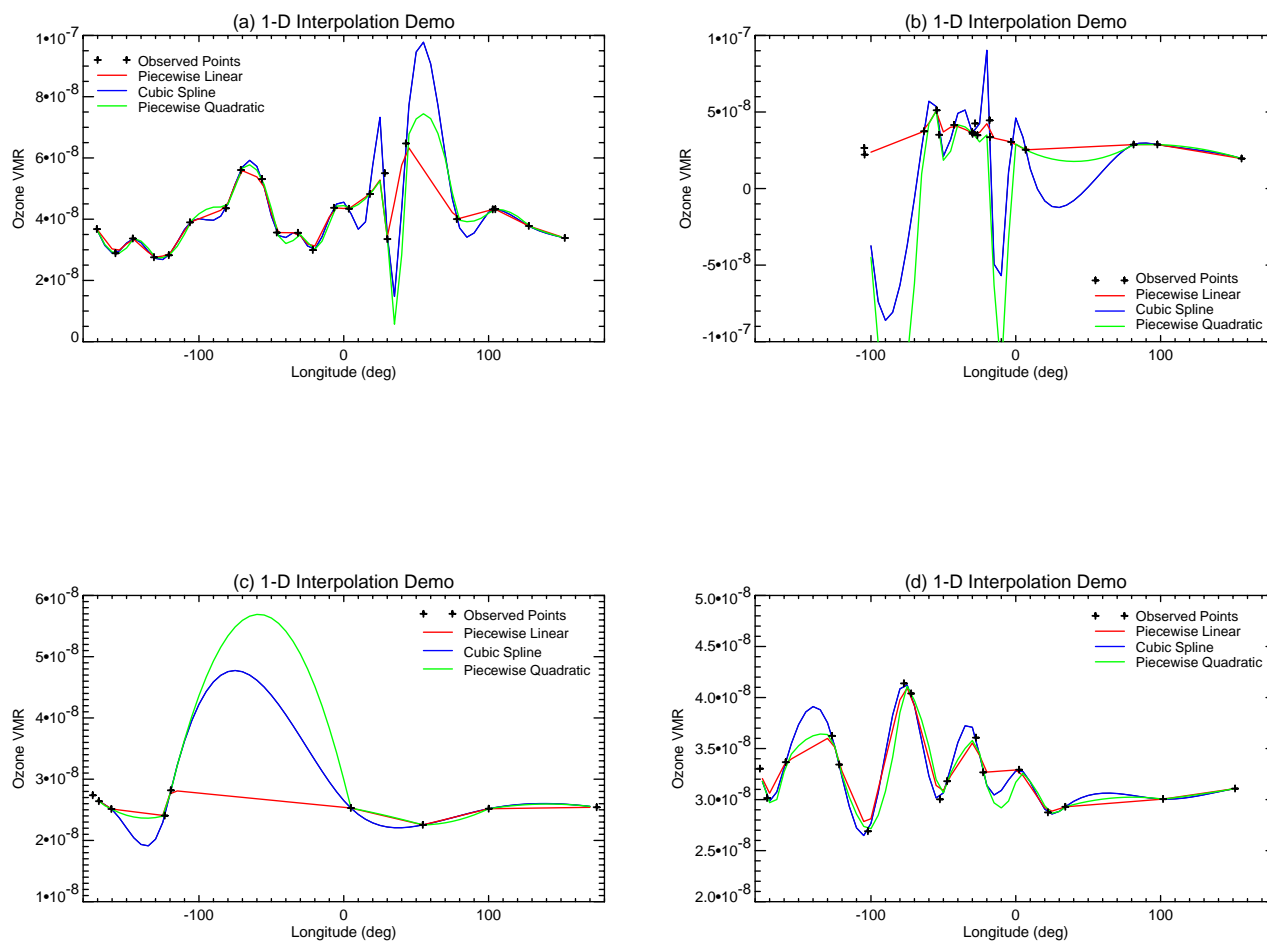 (a) 1-D Interpolation Demo
1•10⁻⁷
8•10⁻⁸
6•10⁻⁸
4•10⁻⁸
2•10⁻⁸
0
Ozone VMR
Observed Points
Piecewise Linear
Cubic Spline
Piecewise Quadratic
-100
0
100
Longitude (deg)
(b) 1-D Interpolation Demo
1•10⁻⁷
5•10⁻⁸
0
-5•10⁻⁸
-1•10⁻⁷
Ozone VMR
Observed Points
Piecewise Linear
Cubic Spline
Piecewise Quadratic
-100
0
100
Longitude (deg)
(c) 1-D Interpolation Demo
6•10⁻⁸
5•10⁻⁸
4•10⁻⁸
3•10⁻⁸
2•10⁻⁸
1•10⁻⁸
Ozone VMR
Observed Points
Piecewise Linear
Cubic Spline
Piecewise Quadratic
-100
0
100
Longitude (deg)
(d) 1-D Interpolation Demo
5.0•10⁻⁸
4.5•10⁻⁸
4.0•10⁻⁸
3.5•10⁻⁸
3.0•10⁻⁸
2.5•10⁻⁸
2.0•10⁻⁸
Ozone VMR
Observed Points
Piecewise Linear
Cubic Spline
Piecewise Quadratic
-100
0
100
Longitude (deg)